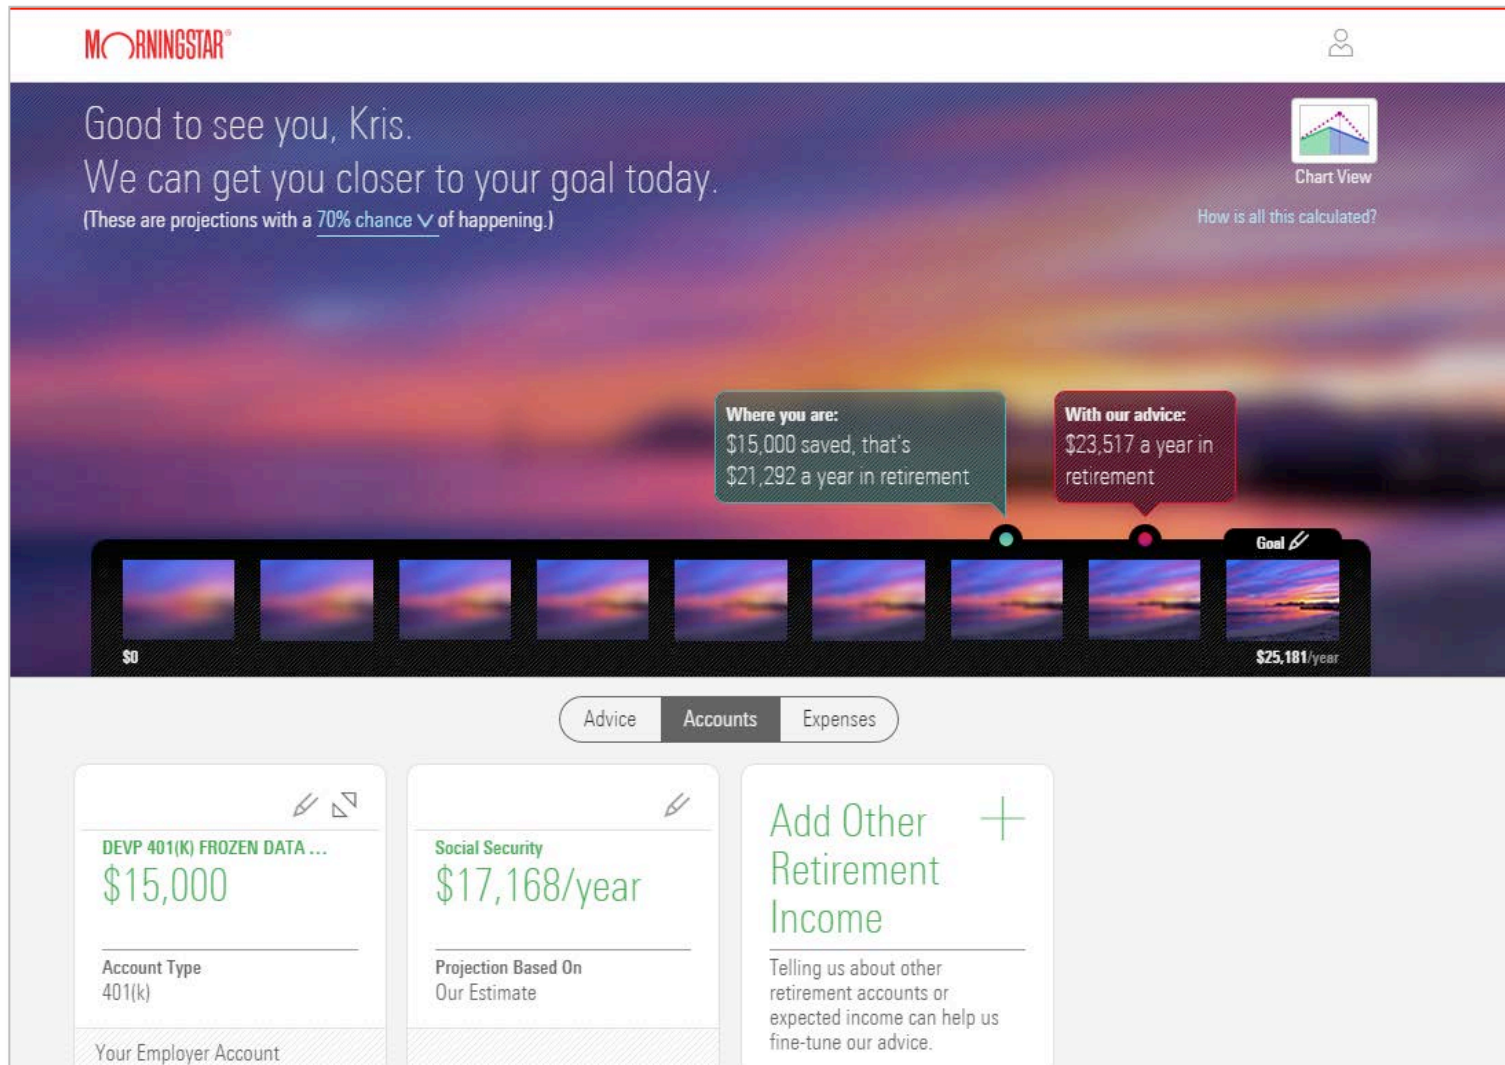 MORNINGSTAR®
Good to see you, Kris.
We can get you closer to your goal today.
(These are projections with a 70% chance of happening.)
Chart View
How is all this calculated?
Where you are:
$15,000 saved, that's
$21,292 a year in retirement
With our advice:
$23,517 a year in
retirement
Goal
$0
$25,181/year
Advice
Accounts
Expenses
DEVP 401(K) FROZEN DATA ...
$15,000
Account Type
401(k)
Your Employer Account
Social Security
$17,168/year
Projection Based On
Our Estimate
Add Other
Retirement
Income
Telling us about other
retirement accounts or
expected income can help us
fine-tune our advice.